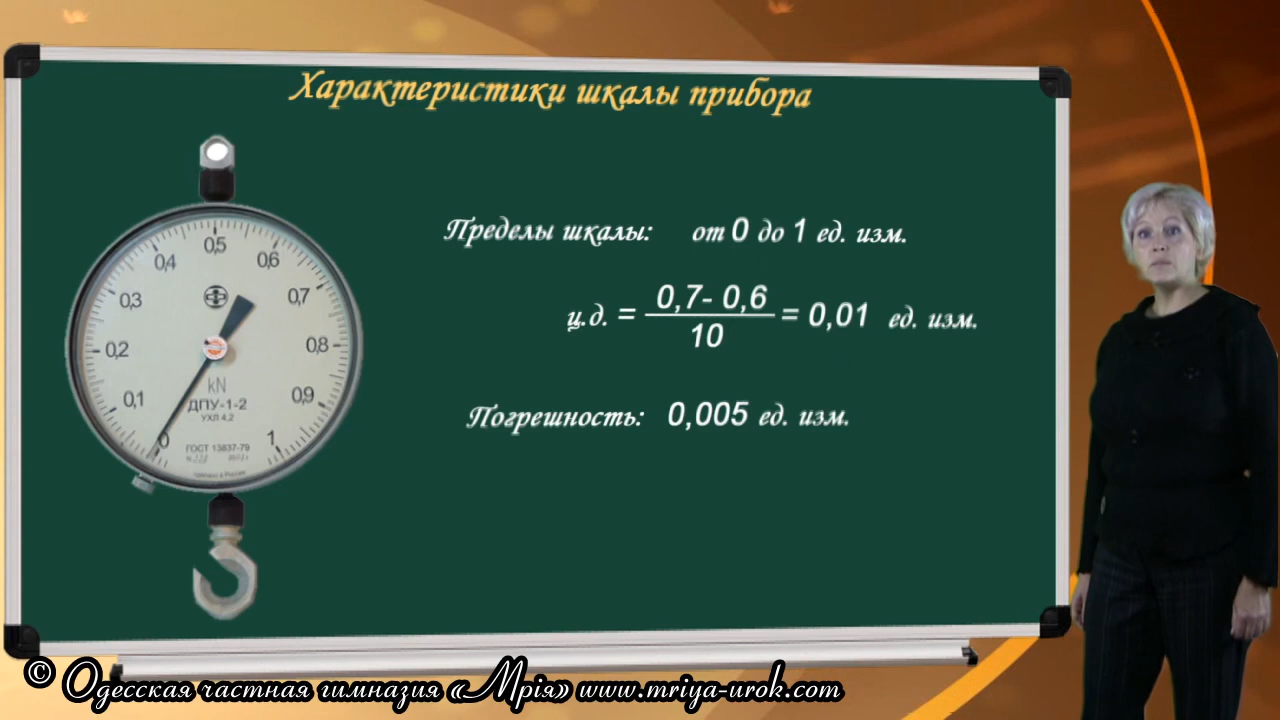 Характеристики шкалы прибора
Пределы шкалы: от 0 до 1 ед. изм.
ц.д. = 0,7- 0,6 / 10 = 0,01 ед. изм.
Погрешность: 0,005 ед. изм.
0,5
0,4
0,6
0,3
0,7
0,2
0,8
0,1
0,9
0
1
kN
ДПУ-1-2
УХЛ 4,2
ГОСТ 13837-79
© Одесская частная гимназия «Мрія» www.mriya-urok.com